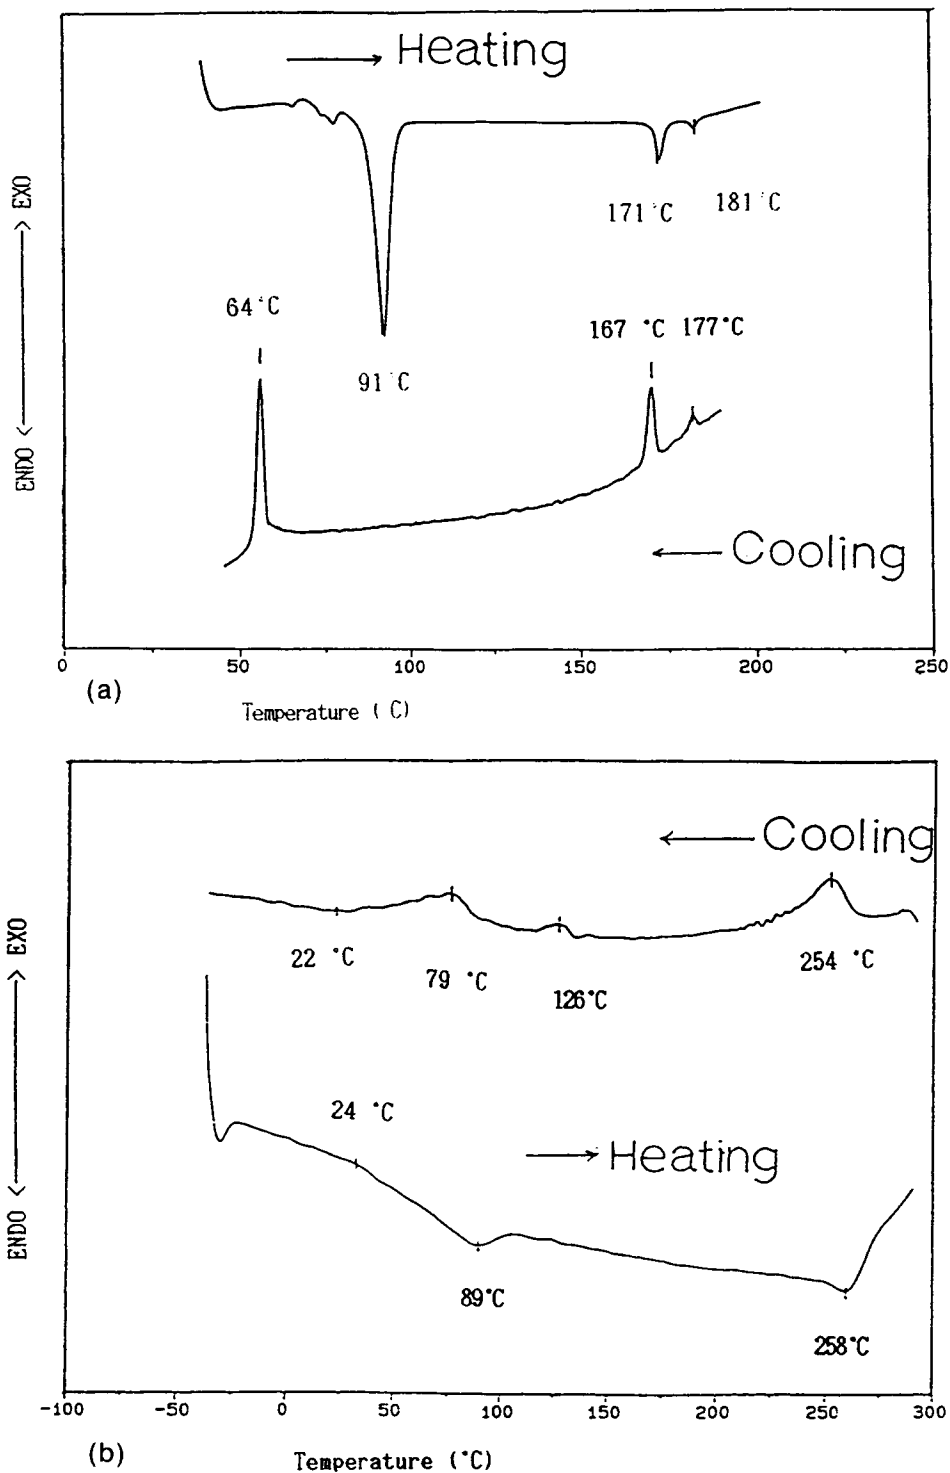 Heating
ENDO <————> EXO
171°C 181°C
64°C
167 °C 177°C
91°C
Cooling
0 50 100 150 200 250
(a)
Temperature ( C)
Cooling
ENDO <————> EXO
22 °C
79 °C
126°C
254 °C
24 °C
Heating
89°C
258°C
-100 -50 0 50 100 150 200 250 300
(b)
Temperature (°C)